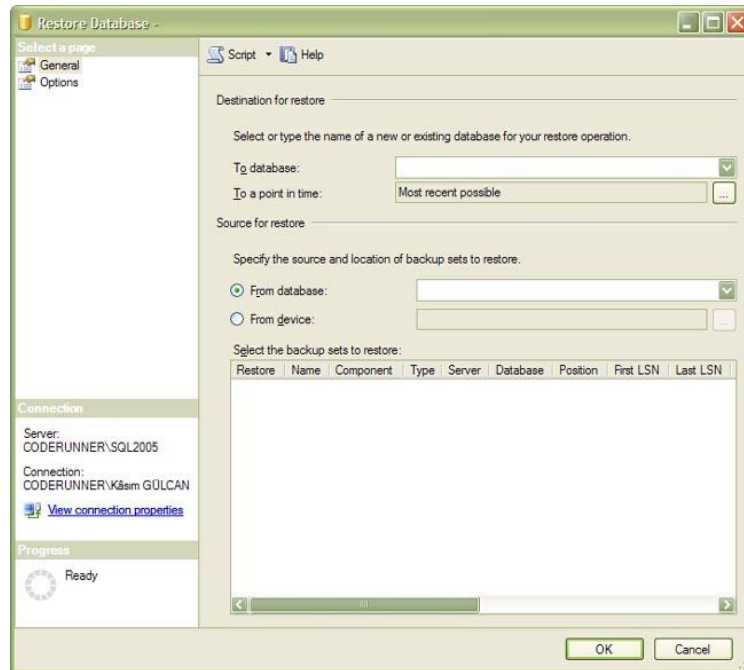 Restore Database -
Select a page
General
Options
Script Help
Destination for restore
Select or type the name of a new or existing database for your restore operation.
To database:
To a point in time: Most recent possible ...
Source for restore
Specify the source and location of backup sets to restore.
From database:
From device: ...
Select the backup sets to restore:
Restore Name Component Type Server Database Position First LSN Last LSN
Connection
Server:
CODERUNNER\SQL2005
Connection:
CODERUNNER\Kâsım GÜLCAN
View connection properties
Progress
Ready
OK Cancel